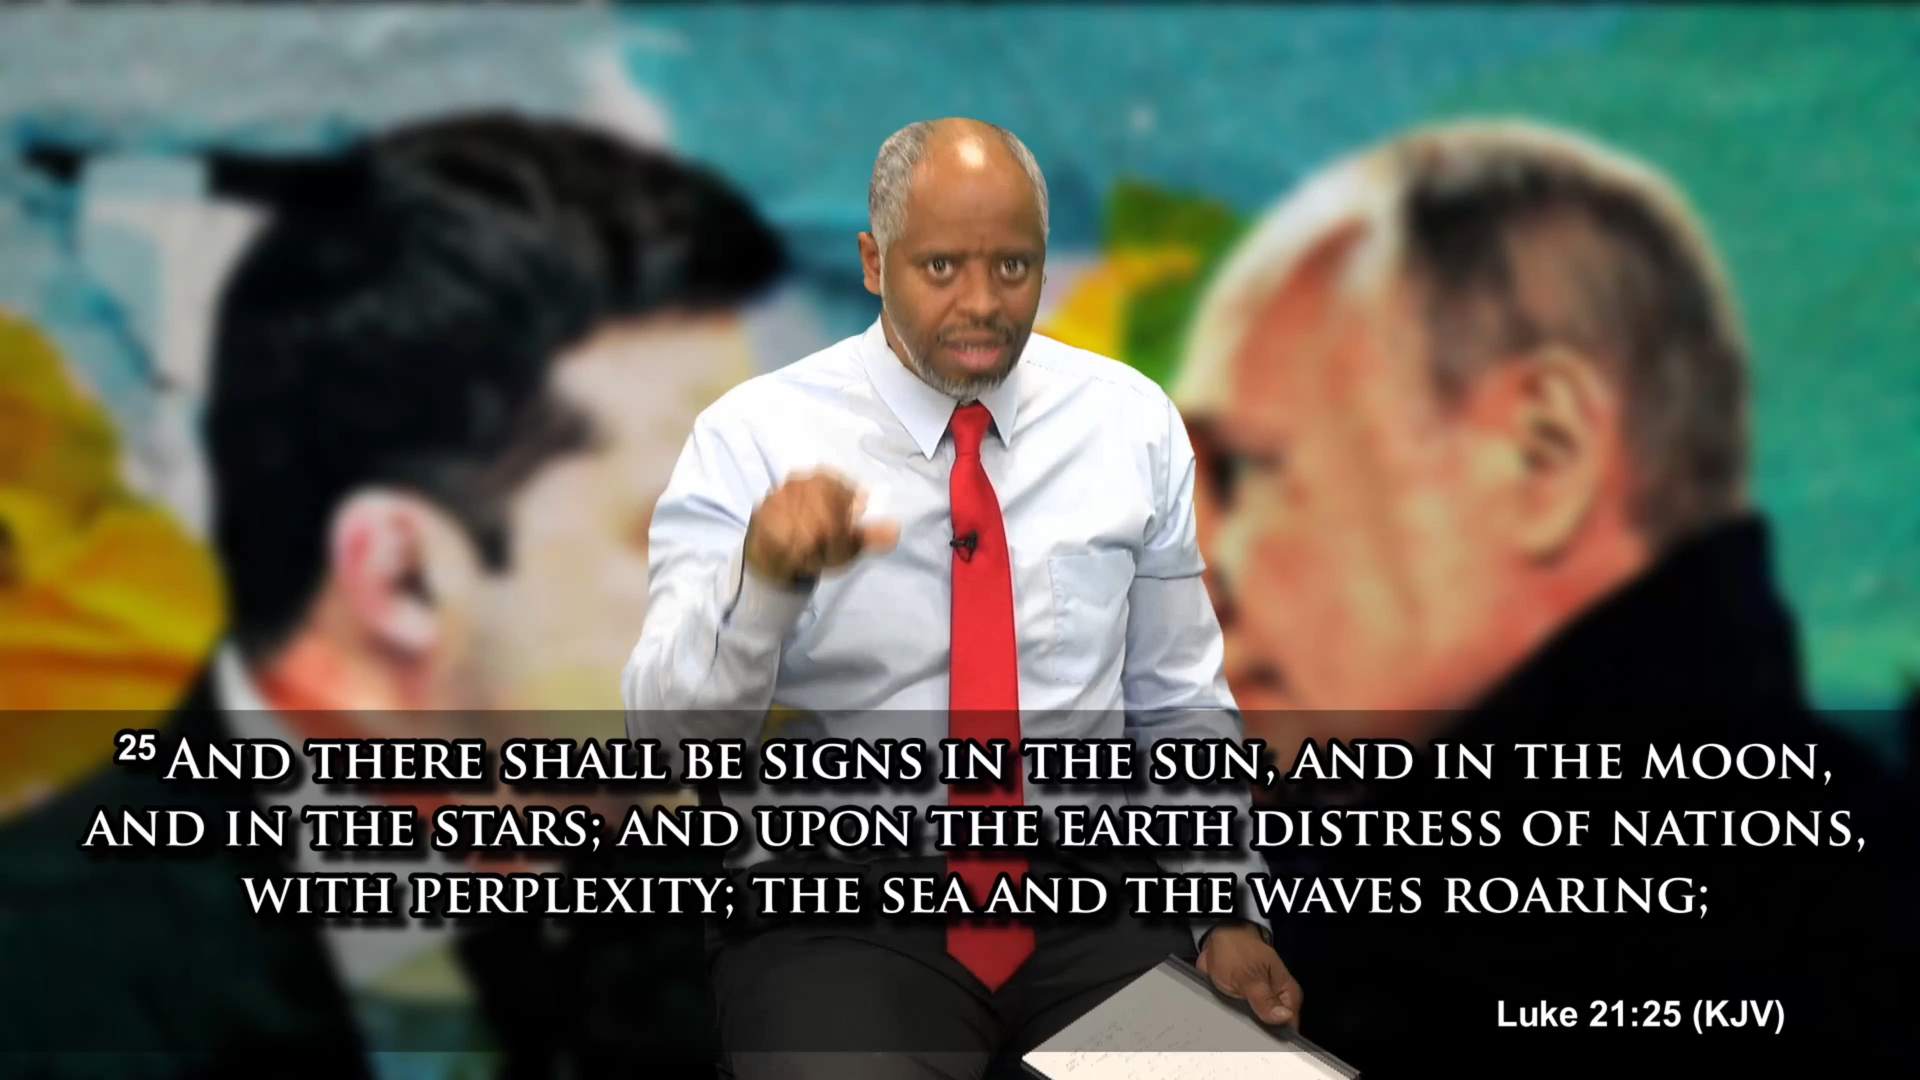 25 AND THERE SHALL BE SIGNS IN THE SUN, AND IN THE MOON,
AND IN THE STARS; AND UPON THE EARTH DISTRESS OF NATIONS,
WITH PERPLEXITY; THE SEA AND THE WAVES ROARING;
Luke 21:25 (KJV)